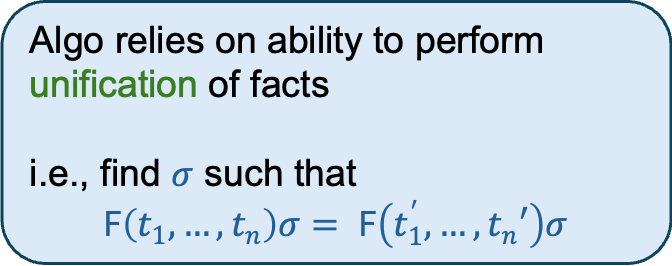 Algo relies on ability to perform
unification of facts
i.e., find σ such that
F(t₁, …, tₙ)σ = F(t₁′, …, tₙ′)σ